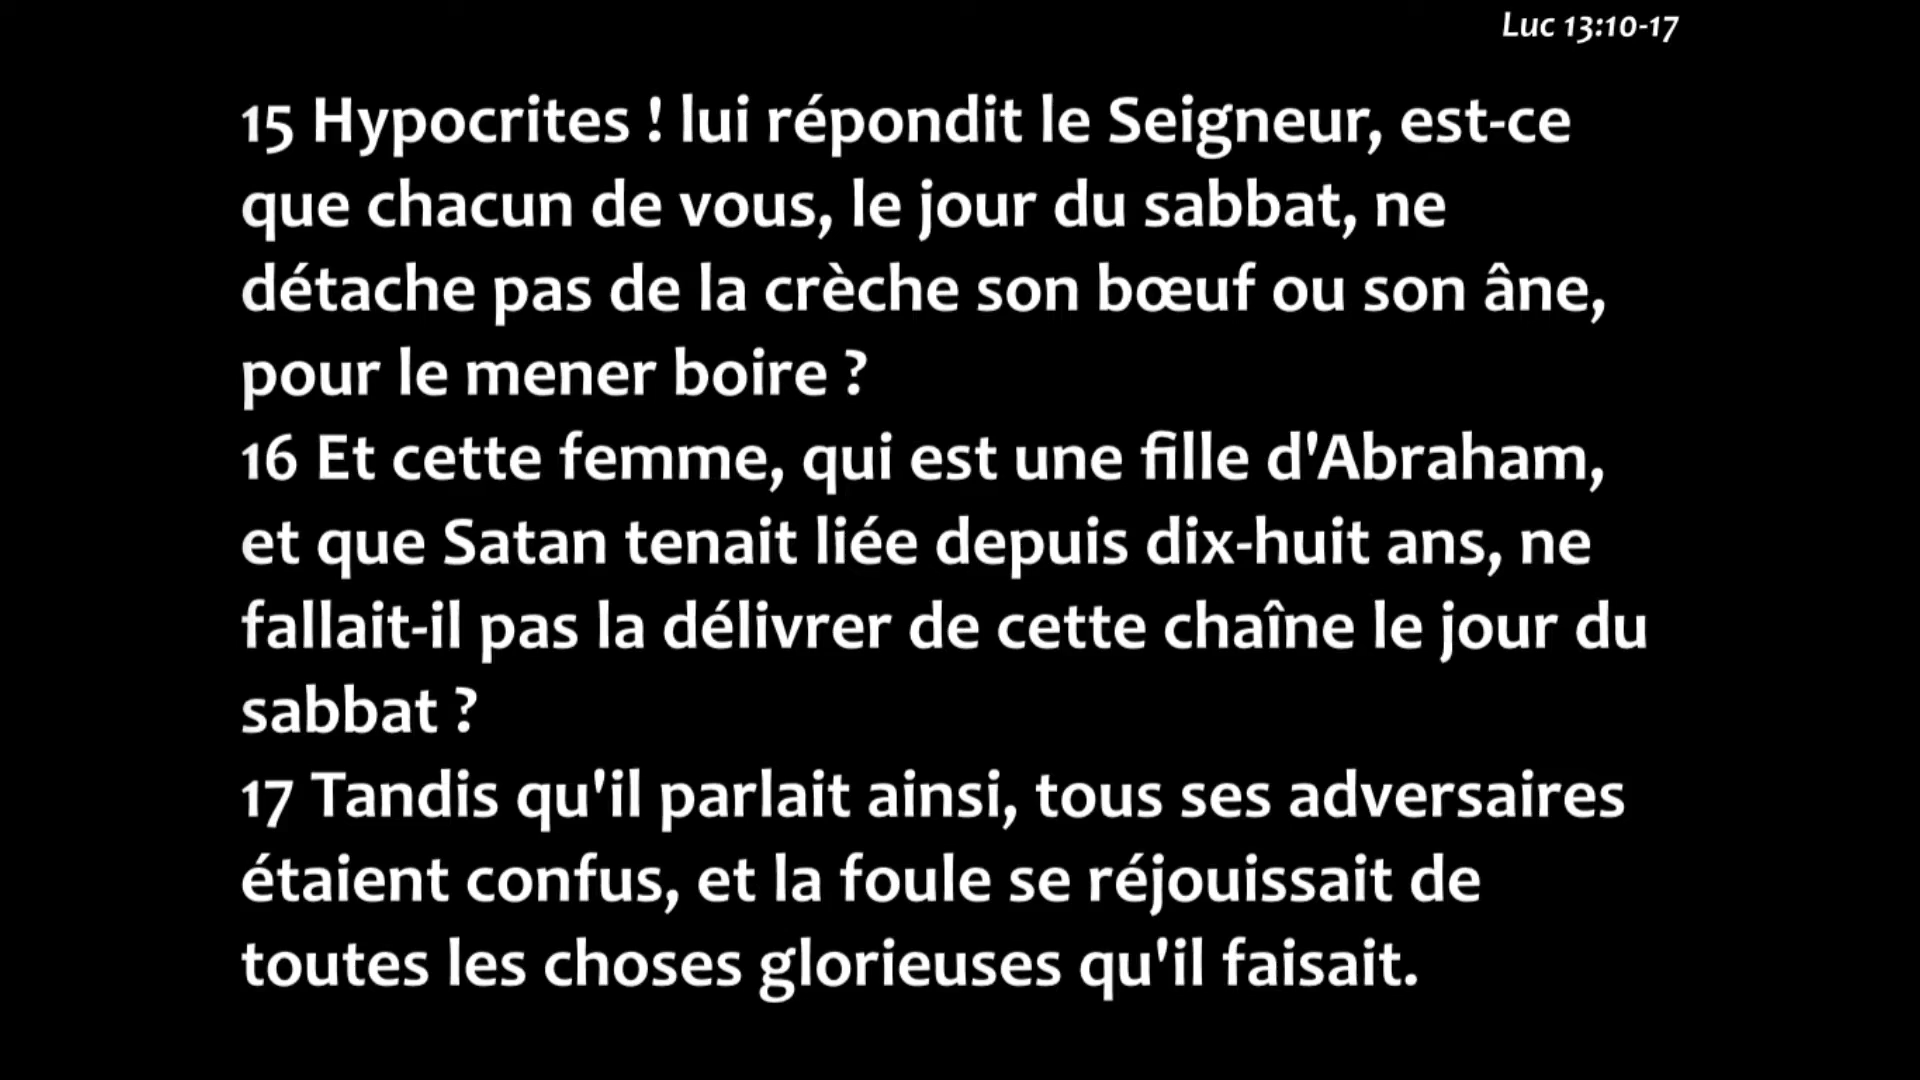 Luc 13:10-17
15 Hypocrites ! lui répondit le Seigneur, est-ce
que chacun de vous, le jour du sabbat, ne
détache pas de la crèche son bœuf ou son âne,
pour le mener boire ?
16 Et cette femme, qui est une fille d'Abraham,
et que Satan tenait liée depuis dix-huit ans, ne
fallait-il pas la délivrer de cette chaîne le jour du
sabbat ?
17 Tandis qu'il parlait ainsi, tous ses adversaires
étaient confus, et la foule se réjouissait de
toutes les choses glorieuses qu'il faisait.